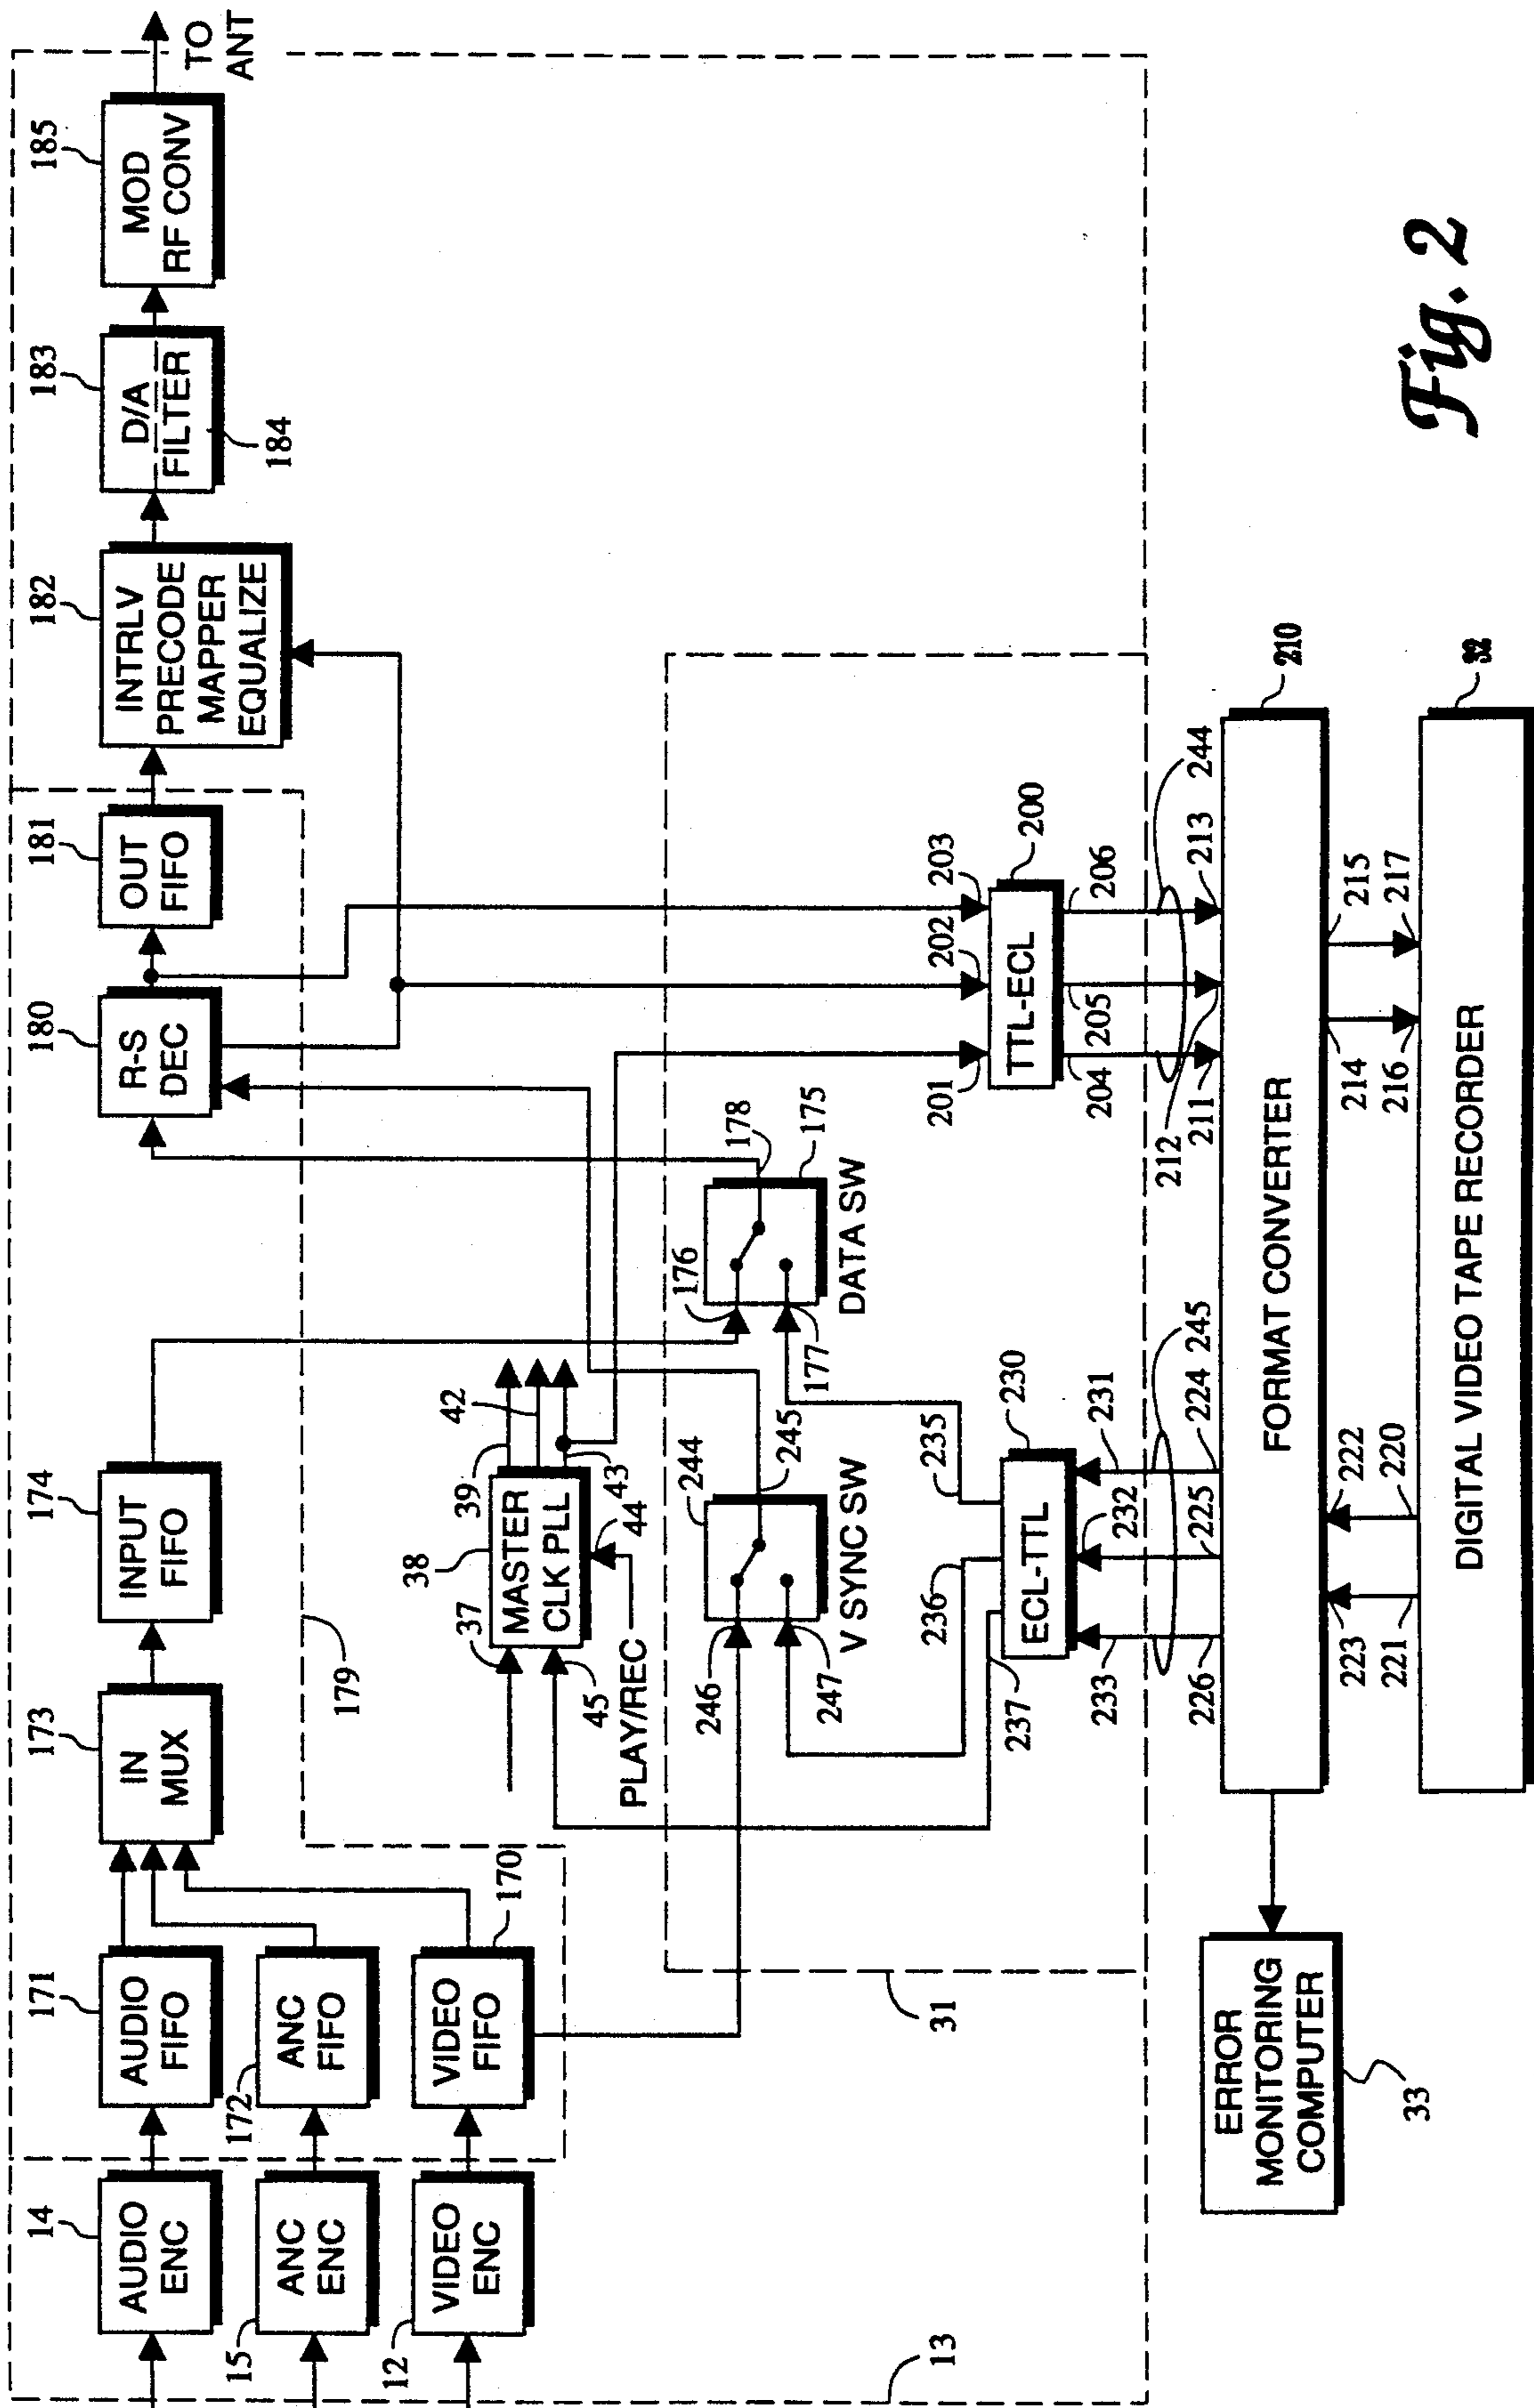 14
AUDIO
ENC
171
AUDIO
FIFO
173
IN
MUX
174
INPUT
FIFO
180
R-S
DEC
181
OUT
FIFO
182
INTRLV
PRECODE
MAPPER
EQUALIZE
183
D/A
FILTER
184
185
MOD
RF CONV
TO
ANT
15
ANC
ENC
172
ANC
FIFO
12
VIDEO
ENC
VIDEO
FIFO
170
179
37
38
MASTER
CLK PLL
39
42
43
44
45
PLAY/REC
246
247
244
245
V SYNC SW
176
177
178
175
DATA SW
236
235
237
201
202
203
ECL-TTL
230
TTL-ECL
200
233
232
231
204
205
206
31
13
226
225
224
245
212
211
213
244
FORMAT CONVERTER
210
ERROR
MONITORING
COMPUTER
33
223
222
214
215
221
220
216
217
DIGITAL VIDEO TAPE RECORDER
32
Fig. 2